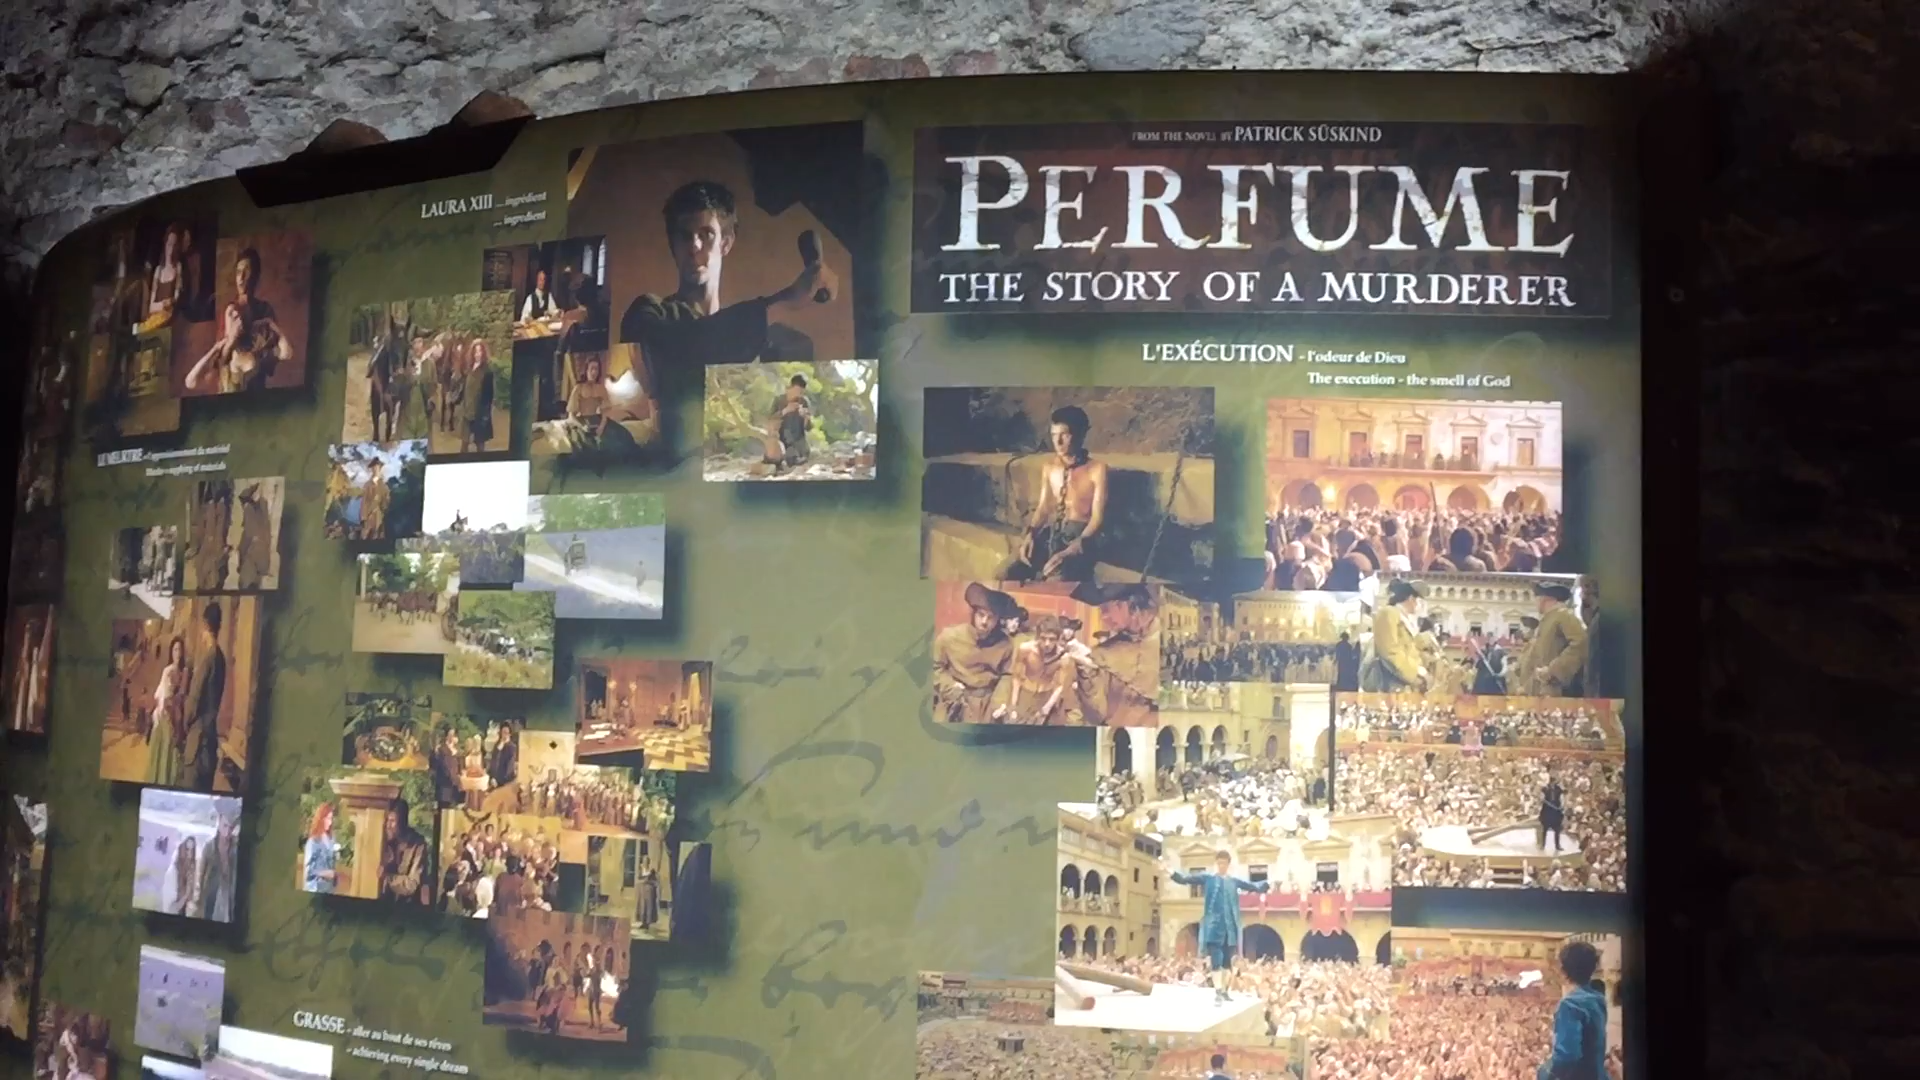 LAURA XIII ... ingrédient
... ingredient
FROM THE NOVEL BY PATRICK SÜSKIND
PERFUME
THE STORY OF A MURDERER
L'EXÉCUTION - l'odeur de Dieu
The execution - the smell of God
GRASSE - aller au bout de ses rêves
- achieving every single dream